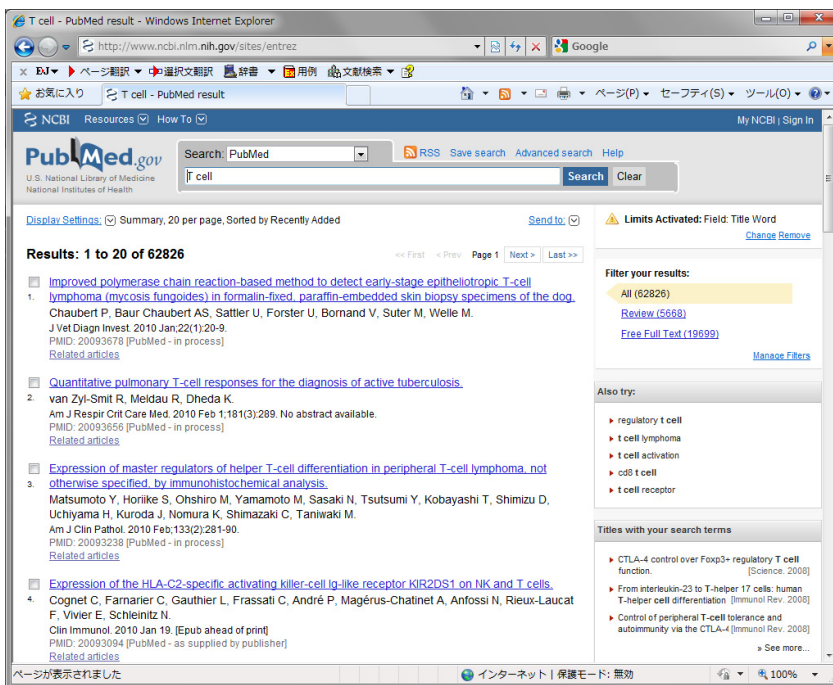 T cell - PubMed result - Windows Internet Explorer
http://www.ncbi.nlm.nih.gov/sites/entrez
Google
x ページ翻訳 選択文翻訳 辞書 用例 文献検索
お気に入り T cell - PubMed result ページ(P) セーフティ(S) ツール(O)
NCBI Resources How To My NCBI | Sign In
PubMed.gov
U.S. National Library of Medicine
National Institutes of Health
Search: PubMed
RSS Save search Advanced search Help
T cell
Search Clear
Display Settings: Summary, 20 per page, Sorted by Recently Added Send to:
Results: 1 to 20 of 62826
<< First < Prev Page 1 Next > Last >>
1. Improved polymerase chain reaction-based method to detect early-stage epitheliotropic T-cell
lymphoma (mycosis fungoides) in formalin-fixed, paraffin-embedded skin biopsy specimens of the dog.
Chaubert P, Baur Chaubert AS, Sattler U, Forster U, Bornand V, Suter M, Welle M.
J Vet Diagn Invest. 2010 Jan;22(1):20-9.
PMID: 20093678 [PubMed - in process]
Related articles
2. Quantitative pulmonary T-cell responses for the diagnosis of active tuberculosis.
van Zyl-Smit R, Meldau R, Dheda K.
Am J Respir Crit Care Med. 2010 Feb 1;181(3):289. No abstract available.
PMID: 20093656 [PubMed - in process]
Related articles
3. Expression of master regulators of helper T-cell differentiation in peripheral T-cell lymphoma, not
otherwise specified, by immunohistochemical analysis.
Matsumoto Y, Horiike S, Ohshiro M, Yamamoto M, Sasaki N, Tsutsumi Y, Kobayashi T, Shimizu D,
Uchiyama H, Kuroda J, Nomura K, Shimazaki C, Taniwaki M.
Am J Clin Pathol. 2010 Feb;133(2):281-90.
PMID: 20093238 [PubMed - in process]
Related articles
4. Expression of the HLA-C2-specific activating killer-cell Ig-like receptor KIR2DS1 on NK and T cells.
Cognet C, Farnarier C, Gauthier L, Frassati C, André P, Magérus-Chatinet A, Anfossi N, Rieux-Laucat
F, Vivier E, Schleinitz N.
Clin Immunol. 2010 Jan 19. [Epub ahead of print]
PMID: 20093094 [PubMed - as supplied by publisher]
Related articles
Limits Activated: Field: Title Word
Change Remove
Filter your results:
All (62826)
Review (5668)
Free Full Text (19699)
Manage Filters
Also try:
regulatory t cell
t cell lymphoma
t cell activation
cd8 t cell
t cell receptor
Titles with your search terms
CTLA-4 control over Foxp3+ regulatory T cell
function. [Science. 2008]
From interleukin-23 to T-helper 17 cells: human
T-helper cell differentiation [Immunol Rev. 2008]
Control of peripheral T-cell tolerance and
autoimmunity via the CTLA-4 [Immunol Rev. 2008]
» See more...
ページが表示されました インターネット | 保護モード: 無効 100%